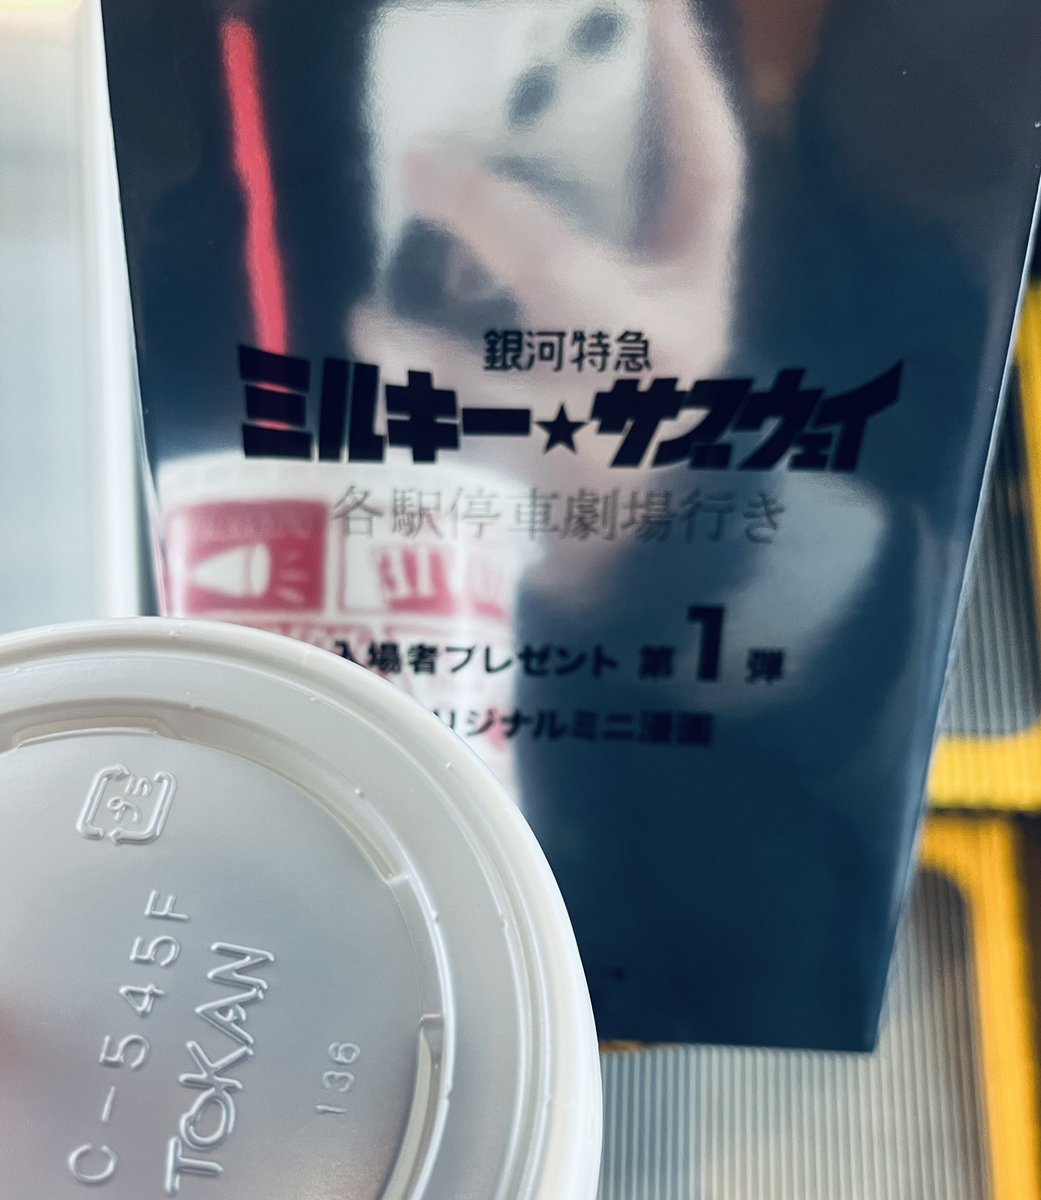 銀河特急
ミルキー★サブウェイ
各駅停車劇場行き
入場者プレゼント 第1弾
リジナルミニ漫画
プラ
C-545F
TOKAN
136